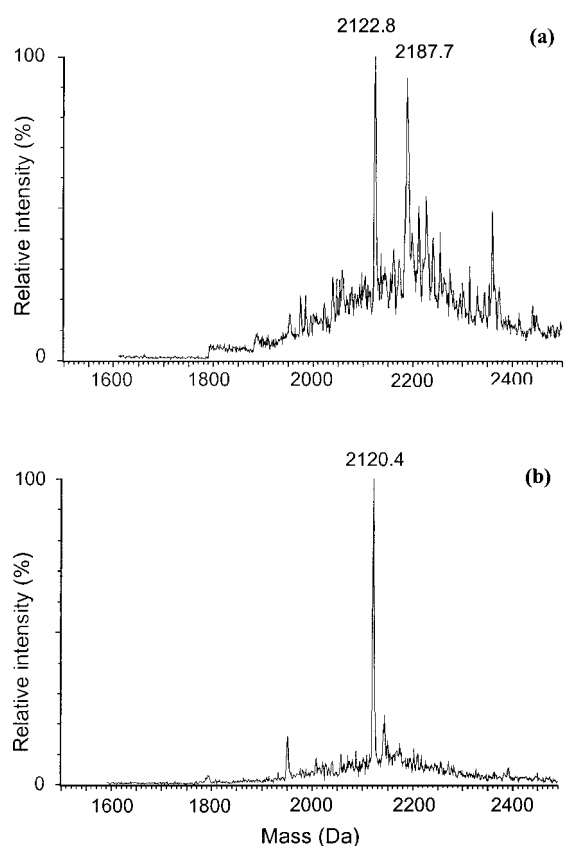 2122.8
(a)
2187.7
100
Relative intensity (%)
0
1600 1800 2000 2200 2400
2120.4
(b)
100
Relative intensity (%)
0
1600 1800 2000 2200 2400
Mass (Da)